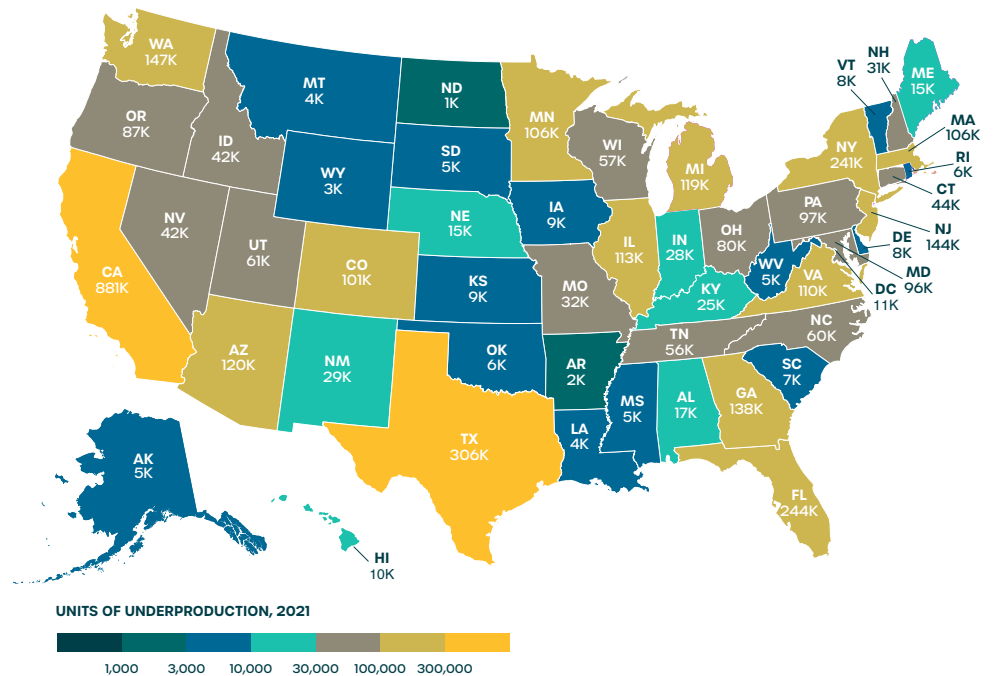 WA
147K
OR
87K
ID
42K
MT
4K
ND
1K
MN
106K
WI
57K
MI
119K
VT
8K
NH
31K
ME
15K
MA
106K
RI
6K
CT
44K
NJ
144K
NY
241K
PA
97K
DE
8K
MD
96K
DC
11K
SD
5K
WY
3K
NE
15K
IA
9K
IL
113K
IN
28K
OH
80K
WV
5K
VA
110K
KY
25K
NV
42K
UT
61K
CO
101K
KS
9K
MO
32K
TN
56K
NC
60K
CA
881K
AZ
120K
NM
29K
OK
6K
AR
2K
SC
7K
MS
5K
AL
17K
GA
138K
LA
4K
TX
306K
FL
244K
AK
5K
HI
10K
UNITS OF UNDERPRODUCTION, 2021
1,000 3,000 10,000 30,000 100,000 300,000